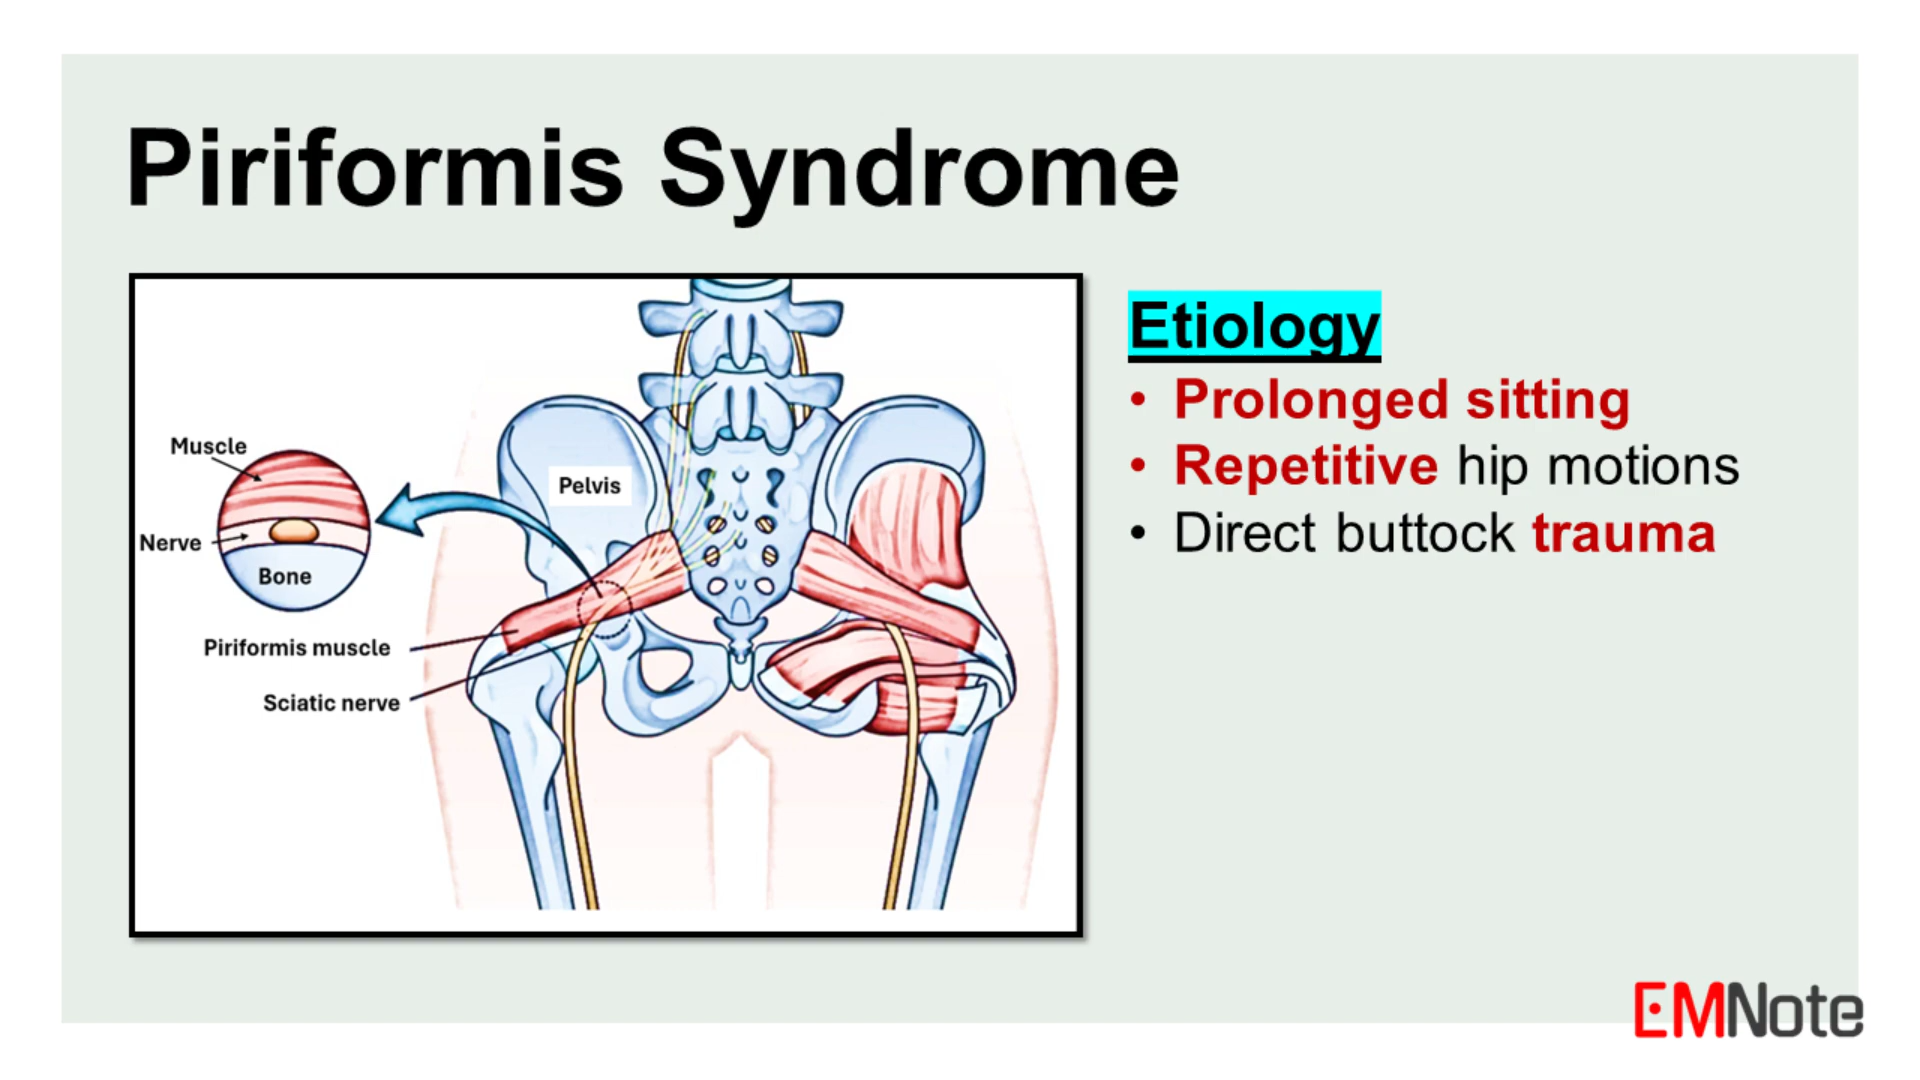 Piriformis Syndrome
Muscle
Nerve
Bone
Pelvis
Piriformis muscle
Sciatic nerve
Etiology
• Prolonged sitting
• Repetitive hip motions
• Direct buttock trauma
EMNote